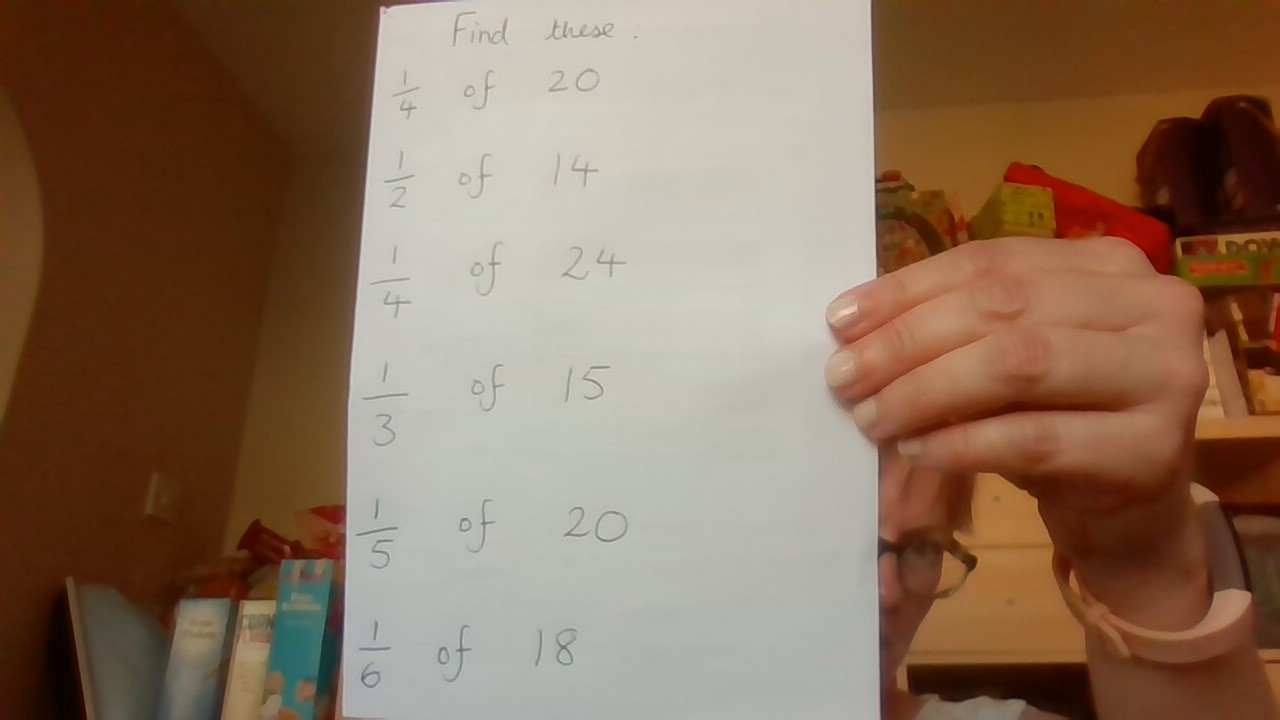 Find these.
1/4 of 20
1/2 of 14
1/4 of 24
1/3 of 15
1/5 of 20
1/6 of 18